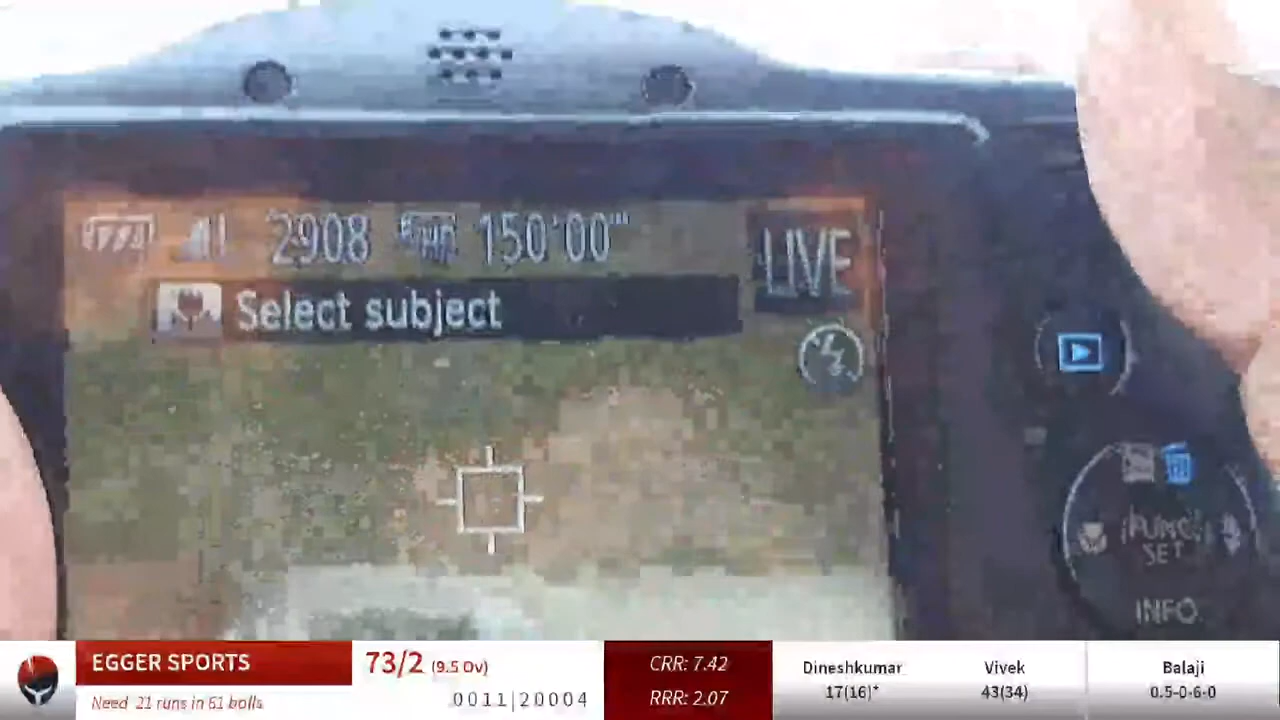 2908 150'00"
LIVE
Select subject
SET
INFO.
EGGER SPORTS
Need 21 runs in 61 balls
73/2 (9.5 Ov)
0011|20004
CRR: 7.42
RRR: 2.07
Dineshkumar
17(16)*
Vivek
43(34)
Balaji
0.5-0-6-0